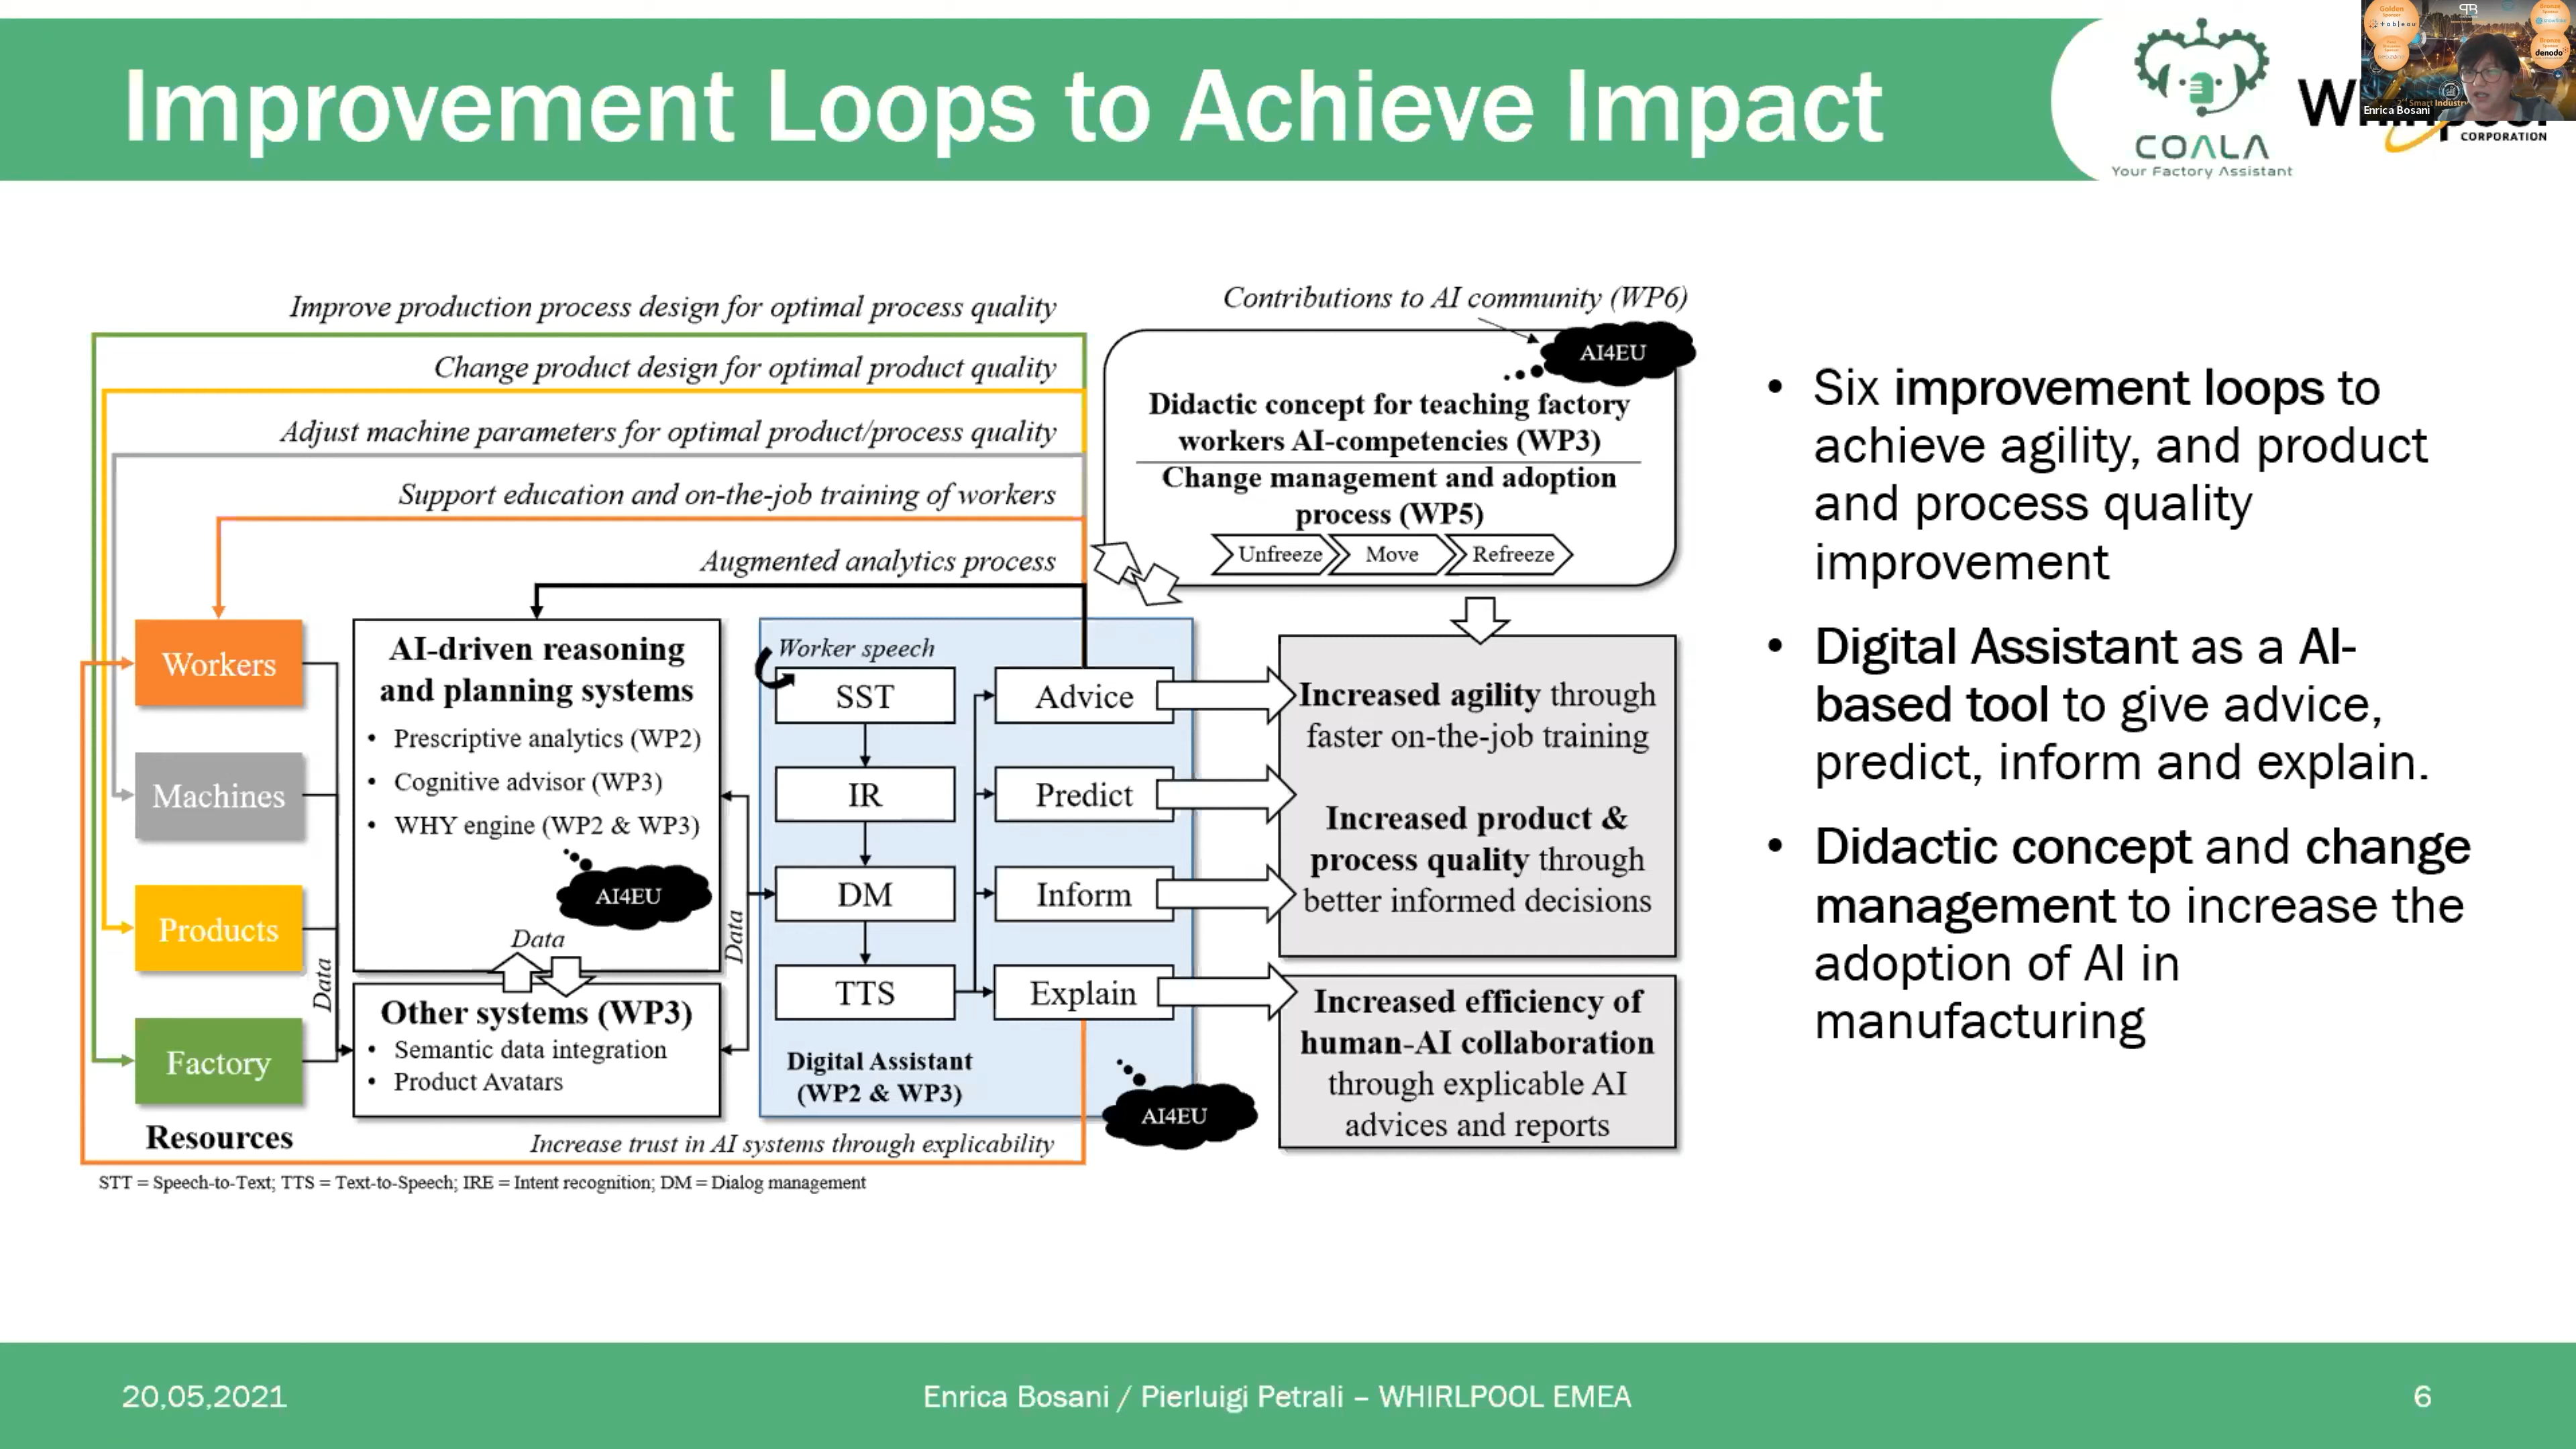 Improvement Loops to Achieve Impact
COALA
Your Factory Assistant
CORPORATION
tableau
denodo
Smart Industry
Enrica Bosani
Improve production process design for optimal process quality
Change product design for optimal product quality
Adjust machine parameters for optimal product/process quality
Support education and on-the-job training of workers
Augmented analytics process
Contributions to AI community (WP6)
AI4EU
Didactic concept for teaching factory
workers AI-competencies (WP3)
Change management and adoption
process (WP5)
Unfreeze
Move
Refreeze
Workers
Machines
Products
Factory
Resources
Data
AI-driven reasoning
and planning systems
• Prescriptive analytics (WP2)
• Cognitive advisor (WP3)
• WHY engine (WP2 & WP3)
AI4EU
Data
Other systems (WP3)
• Semantic data integration
• Product Avatars
Data
Worker speech
SST
IR
DM
TTS
Advice
Predict
Inform
Explain
Digital Assistant
(WP2 & WP3)
AI4EU
Increased agility through
faster on-the-job training
Increased product &
process quality through
better informed decisions
Increased efficiency of
human-AI collaboration
through explicable AI
advices and reports
Increase trust in AI systems through explicability
STT = Speech-to-Text; TTS = Text-to-Speech; IRE = Intent recognition; DM = Dialog management
• Six improvement loops to
achieve agility, and product
and process quality
improvement
• Digital Assistant as a AI-
based tool to give advice,
predict, inform and explain.
• Didactic concept and change
management to increase the
adoption of AI in
manufacturing
20,05,2021
Enrica Bosani / Pierluigi Petrali – WHIRLPOOL EMEA
6